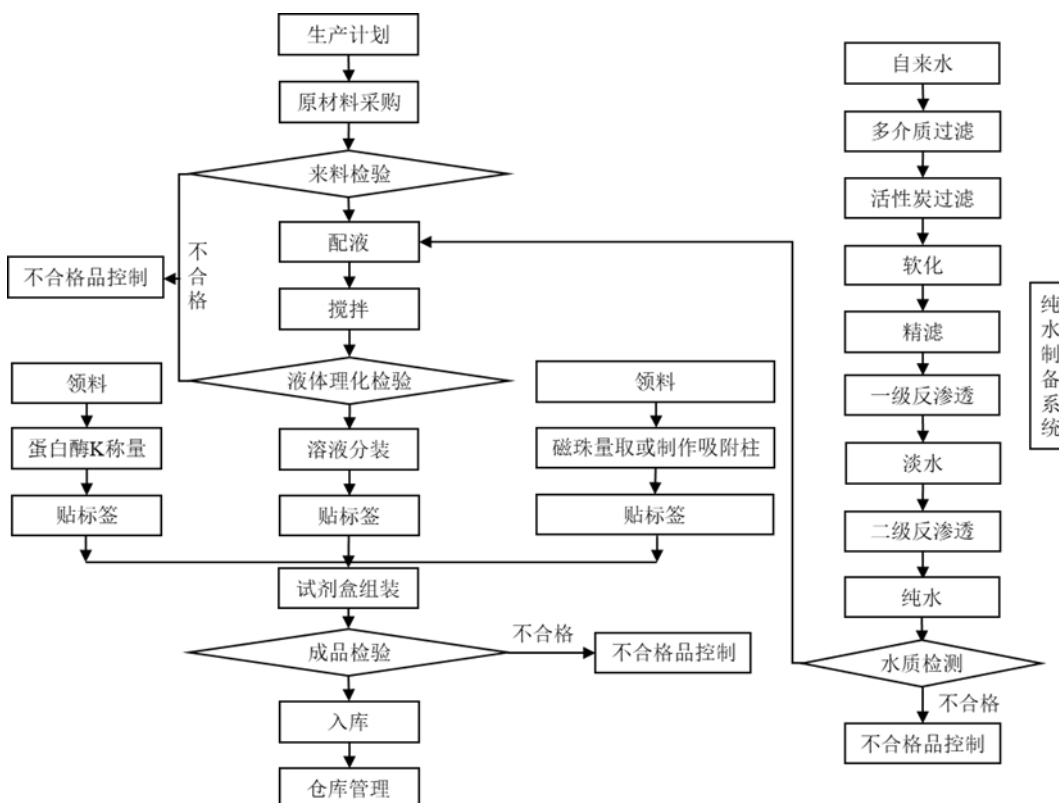 生产计划
原材料采购
来料检验
配液
不合格
不合格品控制
搅拌
液体理化检验
领料
蛋白酶K称量
贴标签
溶液分装
贴标签
领料
磁珠量取或制作吸附柱
贴标签
试剂盒组装
成品检验
不合格
不合格品控制
入库
仓库管理
自来水
多介质过滤
活性炭过滤
软化
精滤
一级反渗透
淡水
二级反渗透
纯水
水质检测
不合格
不合格品控制
纯水制备系统